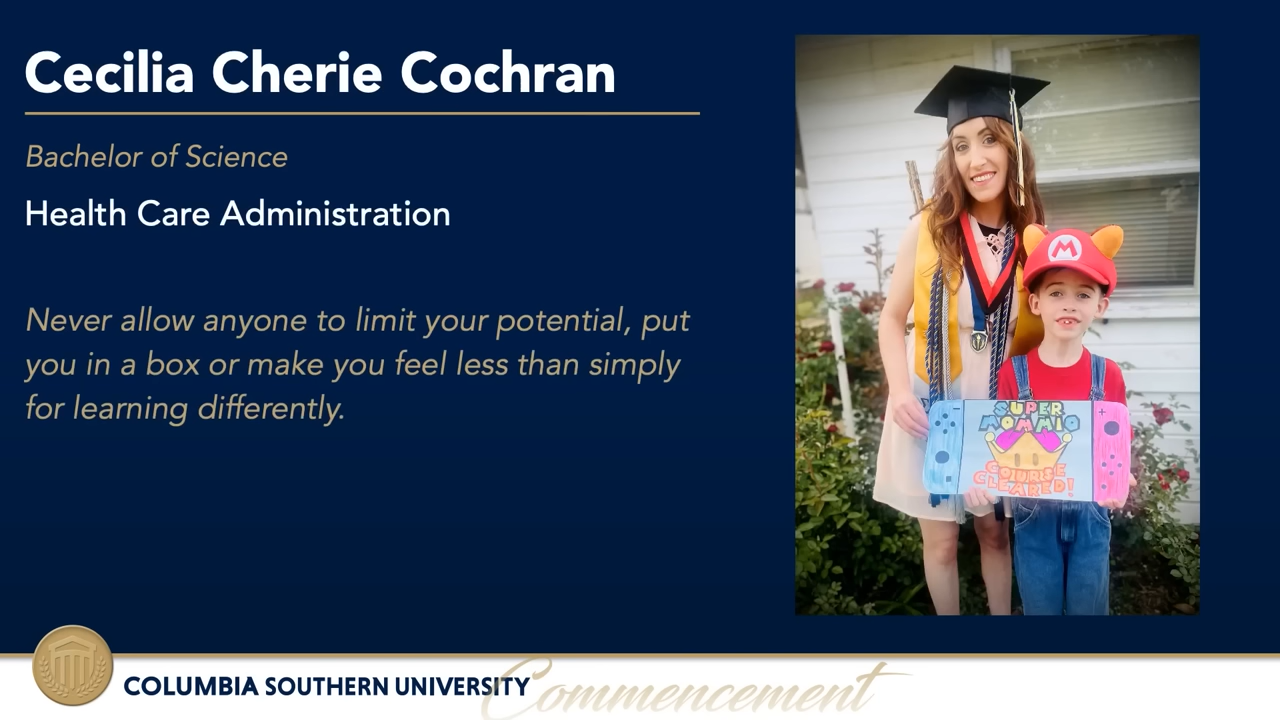 Cecilia Cherie Cochran
Bachelor of Science
Health Care Administration
Never allow anyone to limit your potential, put
you in a box or make you feel less than simply
for learning differently.
M
SUPER
MOMMIO
COURSE
CLEARED!
COLUMBIA SOUTHERN UNIVERSITY
Commencement